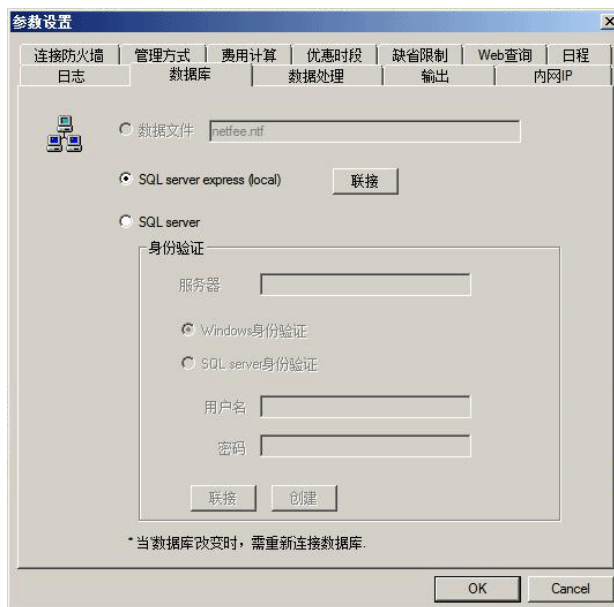 参数设置
连接防火墙 管理方式 费用计算 优惠时段 缺省限制 Web查询 日程
日志 数据库 数据处理 输出 内网IP
数据文件 netfee.ntf
SQL server express (local) 联接
SQL server
身份验证
服务器
Windows身份验证
SQL server身份验证
用户名
密码
联接 创建
*当数据库改变时，需重新连接数据库.
OK Cancel